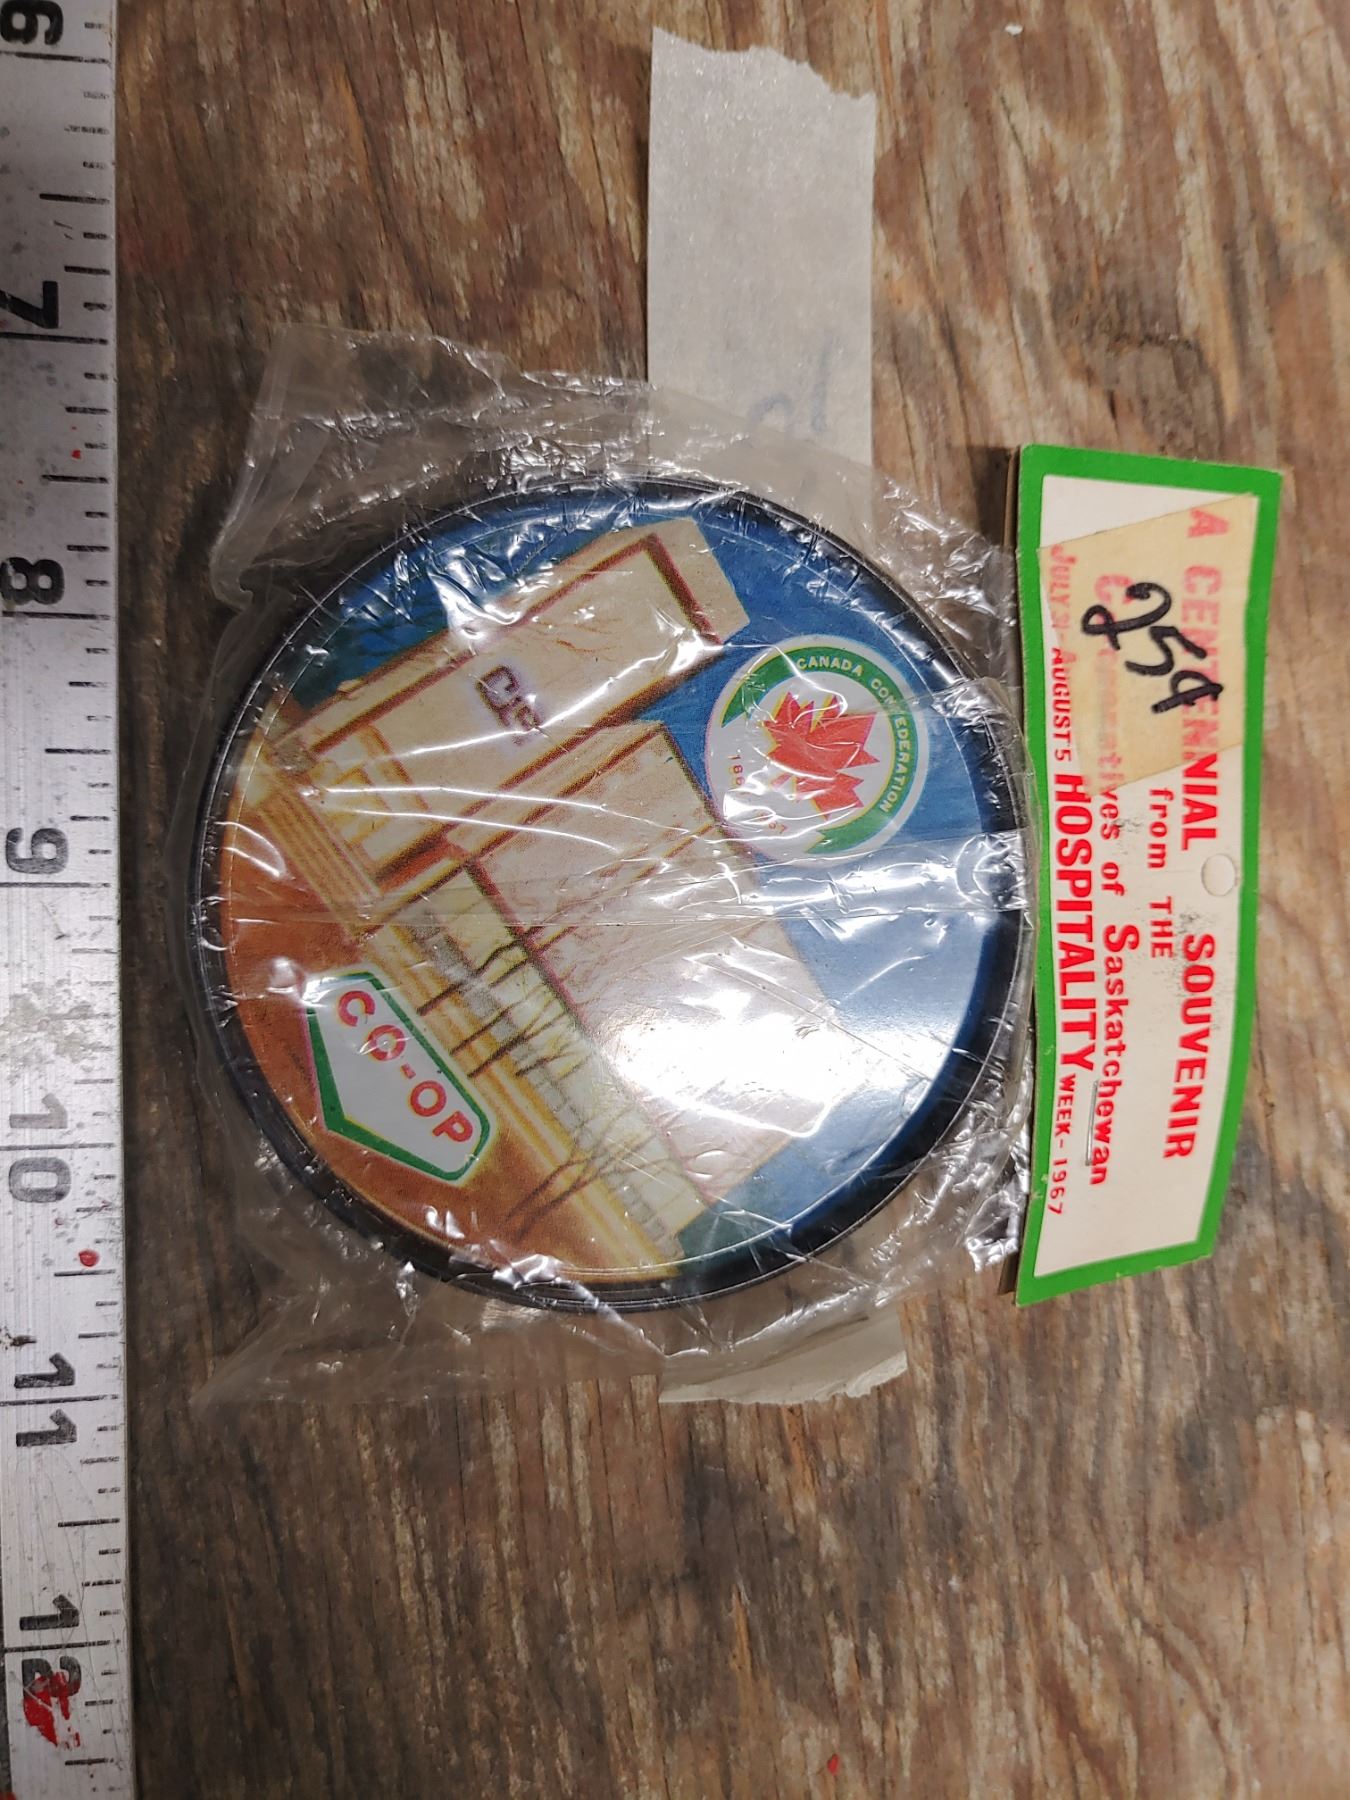 A CENTENNIAL SOUVENIR
from THE
Co-operatives of Saskatchewan
JULY 31-AUGUST 5 HOSPITALITY WEEK-1967
25¢
CANADA CONFEDERATION
CO-OP
6
7
8
9
10
11
12